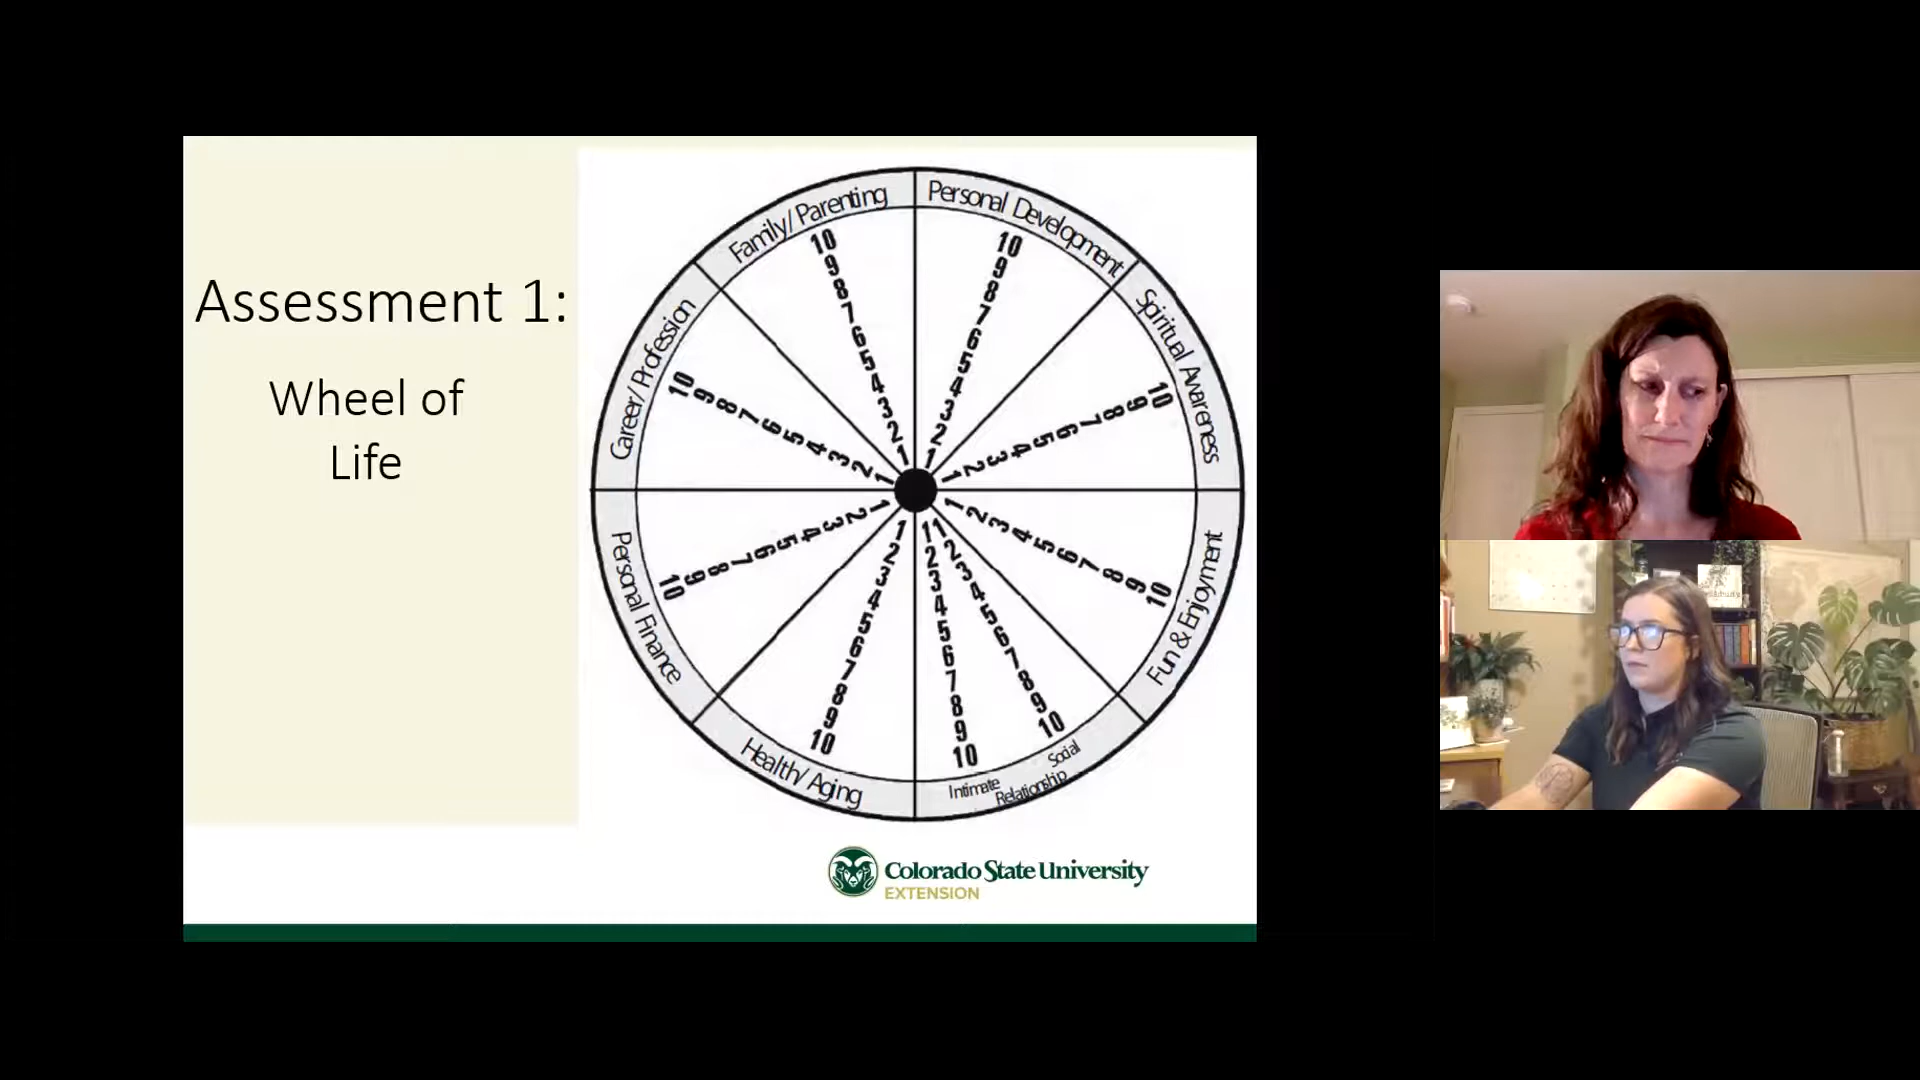 Assessment 1:
Wheel of
Life
Family/ Parenting
Personal Development
Spiritual Awareness
Fun & Enjoyment
Social
Intimate
Relationship
Health/ Aging
Personal Finance
Career/ Profession
10 9 8 7 6 5 4 3 2 1
10 9 8 7 6 5 4 3 2 1
1 2 3 4 5 6 7 8 9 10
1 2 3 4 5 6 7 8 9 10
1 2 3 4 5 6 7 8 9 10
1 2 3 4 5 6 7 8 9 10
1 2 3 4 5 6 7 8 9 10
10 9 8 7 6 5 4 3 2 1
10 9 8 7 6 5 4 3 2 1
Colorado State University
EXTENSION